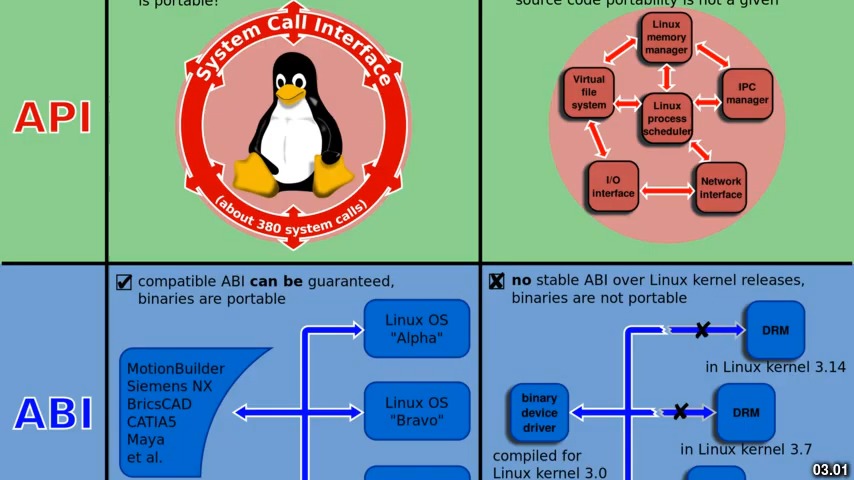 is portable?
source code portability is not a given
API
System Call Interface
(about 380 system calls)
Linux
memory
manager
Virtual
file
system
IPC
manager
Linux
process
scheduler
I/O
interface
Network
interface
compatible ABI can be guaranteed,
binaries are portable
no stable ABI over Linux kernel releases,
binaries are not portable
ABI
MotionBuilder
Siemens NX
BricsCAD
CATIA5
Maya
et al.
Linux OS
"Alpha"
Linux OS
"Bravo"
binary
device
driver
compiled for
Linux kernel 3.0
DRM
in Linux kernel 3.14
DRM
in Linux kernel 3.7
03.01